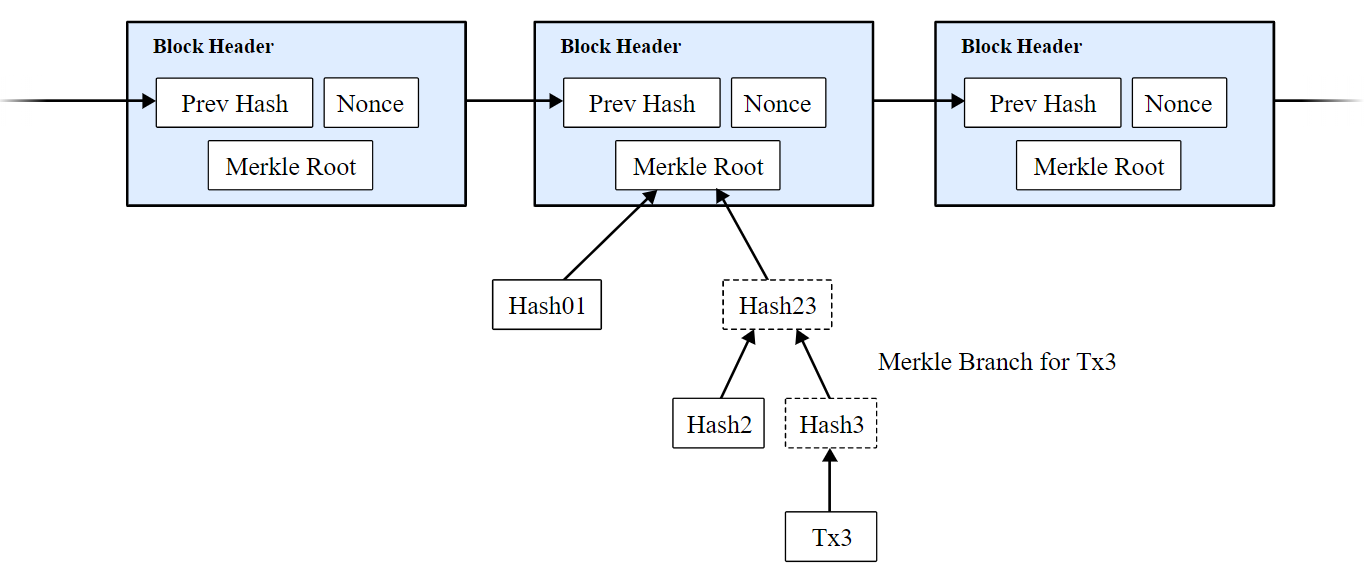 Block Header
Prev Hash
Nonce
Merkle Root
Block Header
Prev Hash
Nonce
Merkle Root
Block Header
Prev Hash
Nonce
Merkle Root
Hash01
Hash23
Merkle Branch for Tx3
Hash2
Hash3
Tx3